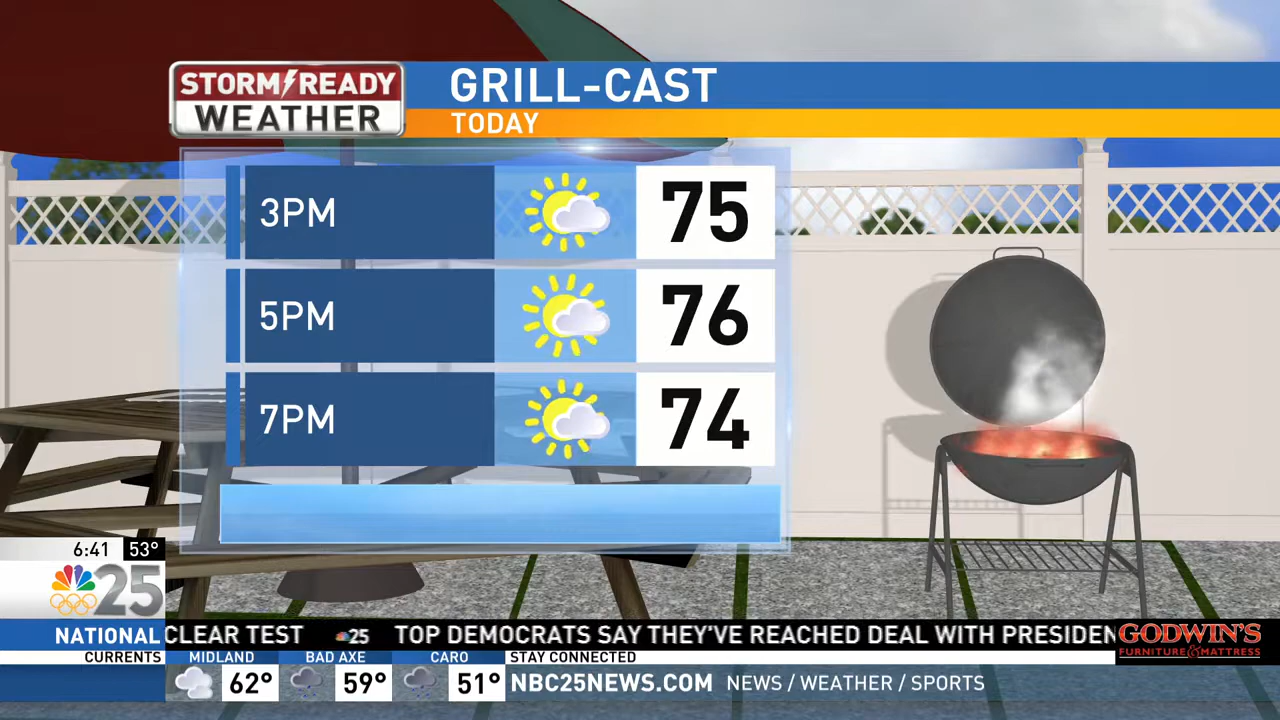 STORM READY
WEATHER
GRILL-CAST
TODAY
3PM 75
5PM 76
7PM 74
6:41 53°
25
NATIONAL CLEAR TEST 25 TOP DEMOCRATS SAY THEY'VE REACHED DEAL WITH PRESIDEN
GODWIN'S
FURNITURE & MATTRESS
CURRENTS MIDLAND BAD AXE CARO STAY CONNECTED
62° 59° 51° NBC25NEWS.COM NEWS / WEATHER / SPORTS